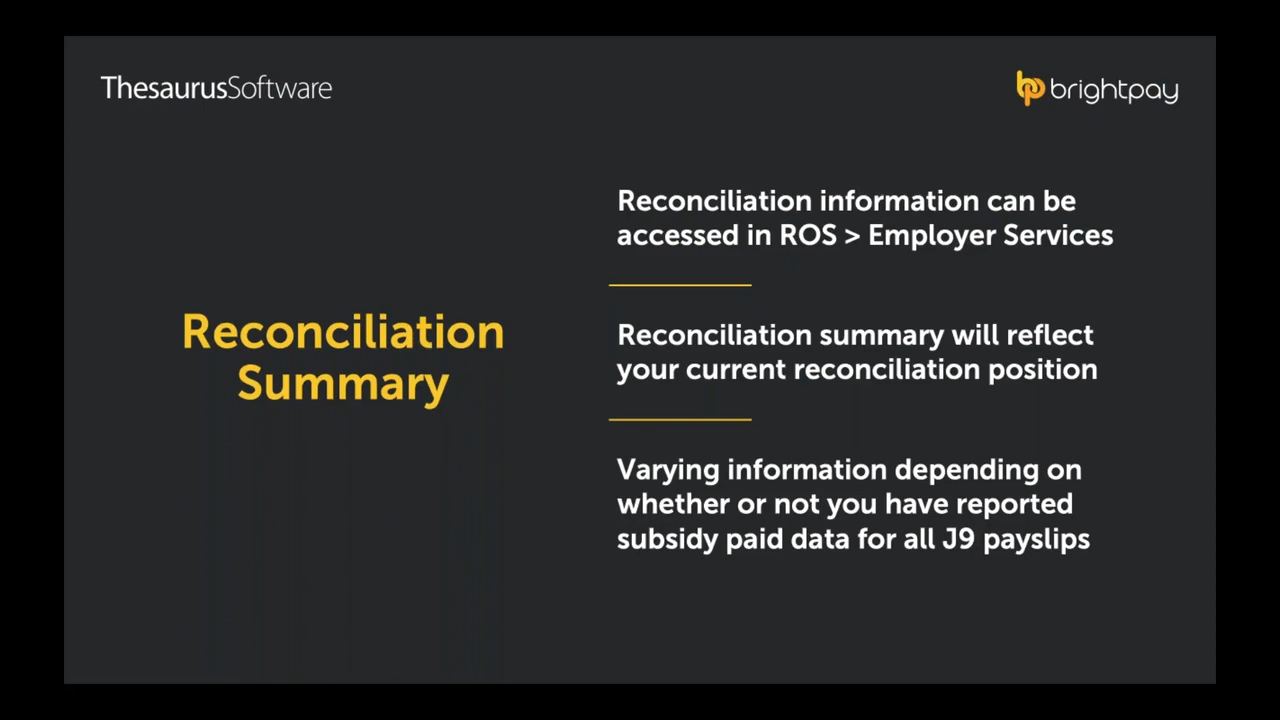 ThesaurusSoftware
brightpay
Reconciliation
Summary
Reconciliation information can be
accessed in ROS > Employer Services
Reconciliation summary will reflect
your current reconciliation position
Varying information depending on
whether or not you have reported
subsidy paid data for all J9 payslips